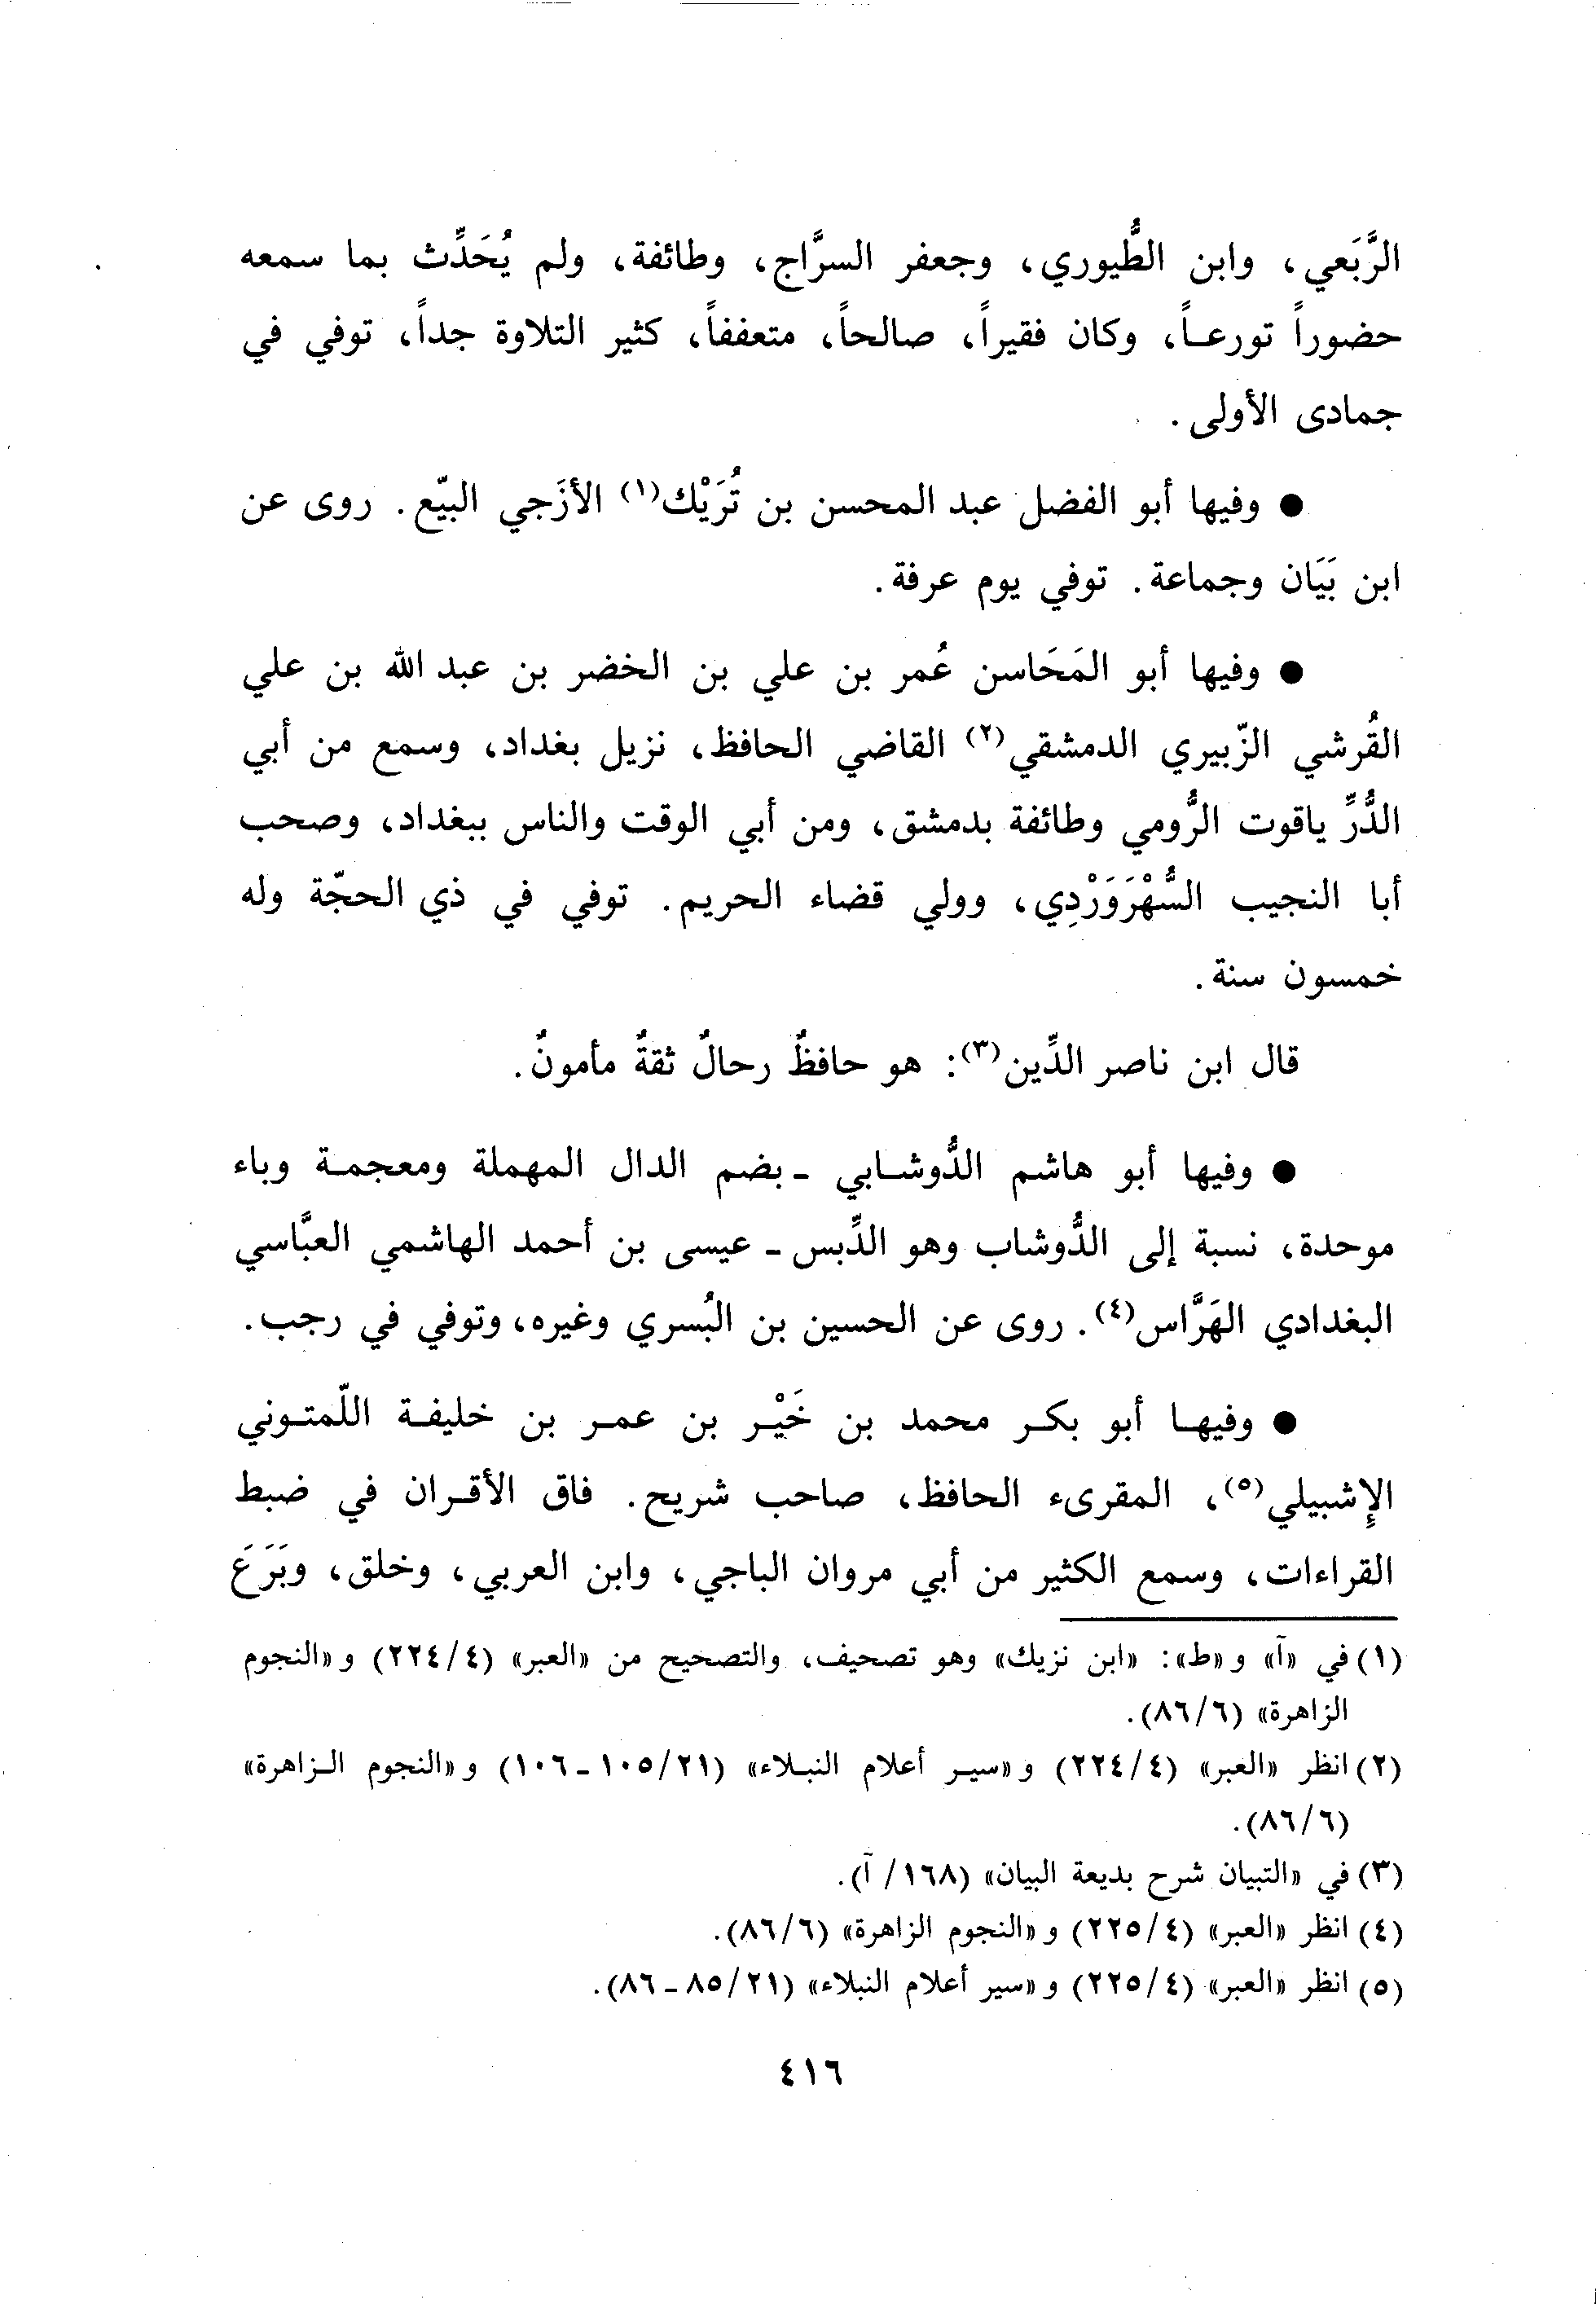 الرَّبَعي، وابن الطُّيوري، وجعفر السرَّاج، وطائفة، ولم يُحَدِّث بما سمعه
حضوراً تورعاً، وكان فقيراً، صالحاً، متعففاً، كثير التلاوة جداً، توفي في
جمادى الأولى.
● وفيها أبو الفضل عبد المحسن بن تُرَيْك(١) الأزَجي البيّع. روى عن
ابن بَيَان وجماعة. توفي يوم عرفة.
● وفيها أبو المَحَاسن عُمر بن علي بن الخضر بن عبد الله بن علي
القُرشي الزّبيري الدمشقي(٢) القاضي الحافظ، نزيل بغداد، وسمع من أبي
الدُّرِّ ياقوت الرُّومي وطائفة بدمشق، ومن أبي الوقت والناس ببغداد، وصحب
أبا النجيب السُّهْرَوَرْدِي، وولي قضاء الحريم. توفي في ذي الحجّة وله
خمسون سنة.
قال ابن ناصر الدِّين(٣): هو حافظٌ رحالٌ ثقةٌ مأمونٌ.
● وفيها أبو هاشم الدُّوشابي ـ بضم الدال المهملة ومعجمة وباء
موحدة، نسبة إلى الدُّوشاب وهو الدِّبس ـ عيسى بن أحمد الهاشمي العبَّاسي
البغدادي الهَرَّاس(٤). روى عن الحسين بن البُسري وغيره، وتوفي في رجب.
● وفيها أبو بكر محمد بن خَيْر بن عمر بن خليفة اللّمتوني
الإِشبيلي(٥)، المقرىء الحافظ، صاحب شريح. فاق الأقران في ضبط
القراءات، وسمع الكثير من أبي مروان الباجي، وابن العربي، وخلق، وبَرَعَ
(١) في «آ» و«ط»: «ابن نزيك» وهو تصحيف، والتصحيح من «العبر» (٢٢٤/٤) و«النجوم
الزاهرة» (٨٦/٦).
(٢) انظر «العبر» (٢٢٤/٤) و«سير أعلام النبلاء» (١٠٥/٢١ ـ ١٠٦) و«النجوم الزاهرة»
(٨٦/٦).
(٣) في «التبيان شرح بديعة البيان» (١٦٨/ آ).
(٤) انظر «العبر» (٢٢٥/٤) و«النجوم الزاهرة» (٨٦/٦).
(٥) انظر «العبر» (٢٢٥/٤) و«سير أعلام النبلاء» (٨٥/٢١ ـ ٨٦).
٤١٦